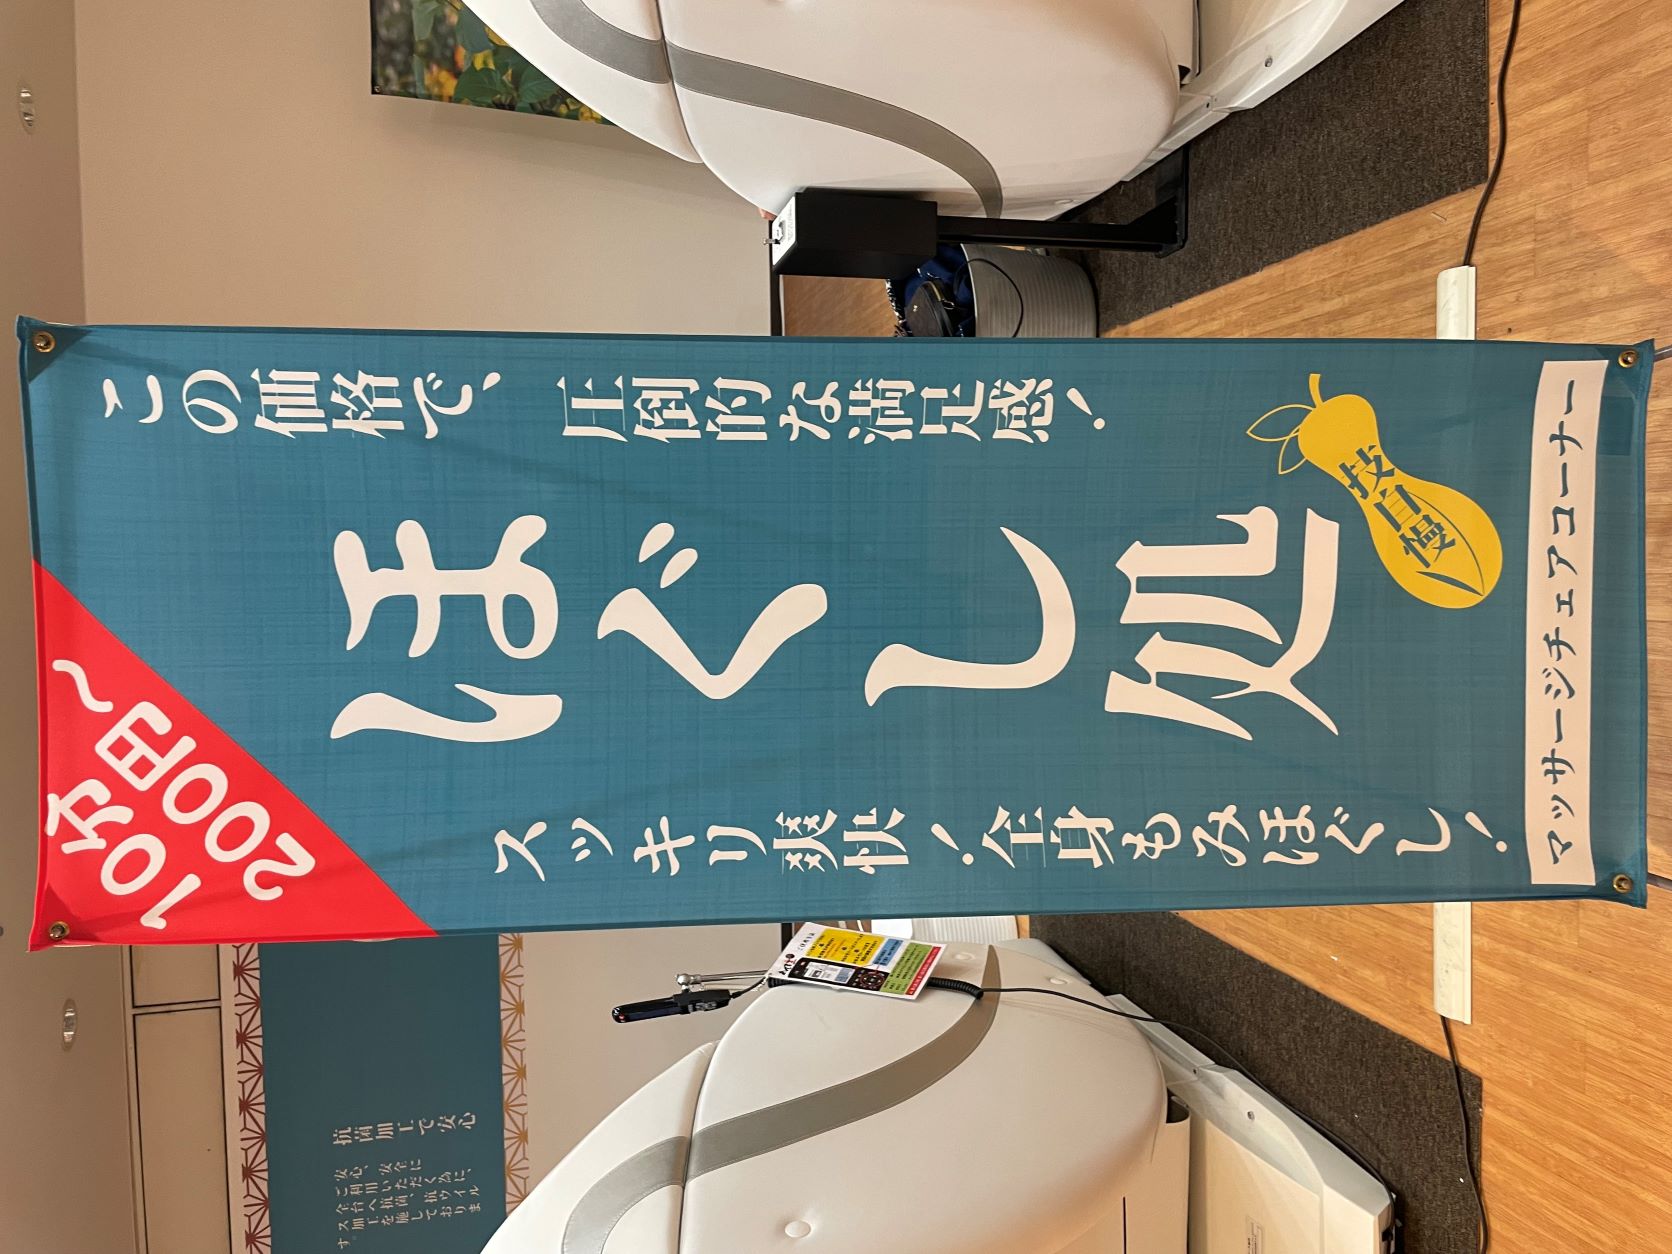 10分
200円〜
この価格で、圧倒的な満足感!
ほぐし処
スッキリ爽快!全身もみほぐし!
技自慢
マッサージチェアコーナー
抗菌加工で安心
安心、安全に
ご利用いただく為に、
全台へ抗菌、抗ウイル
ス加工を施しておりま
す。